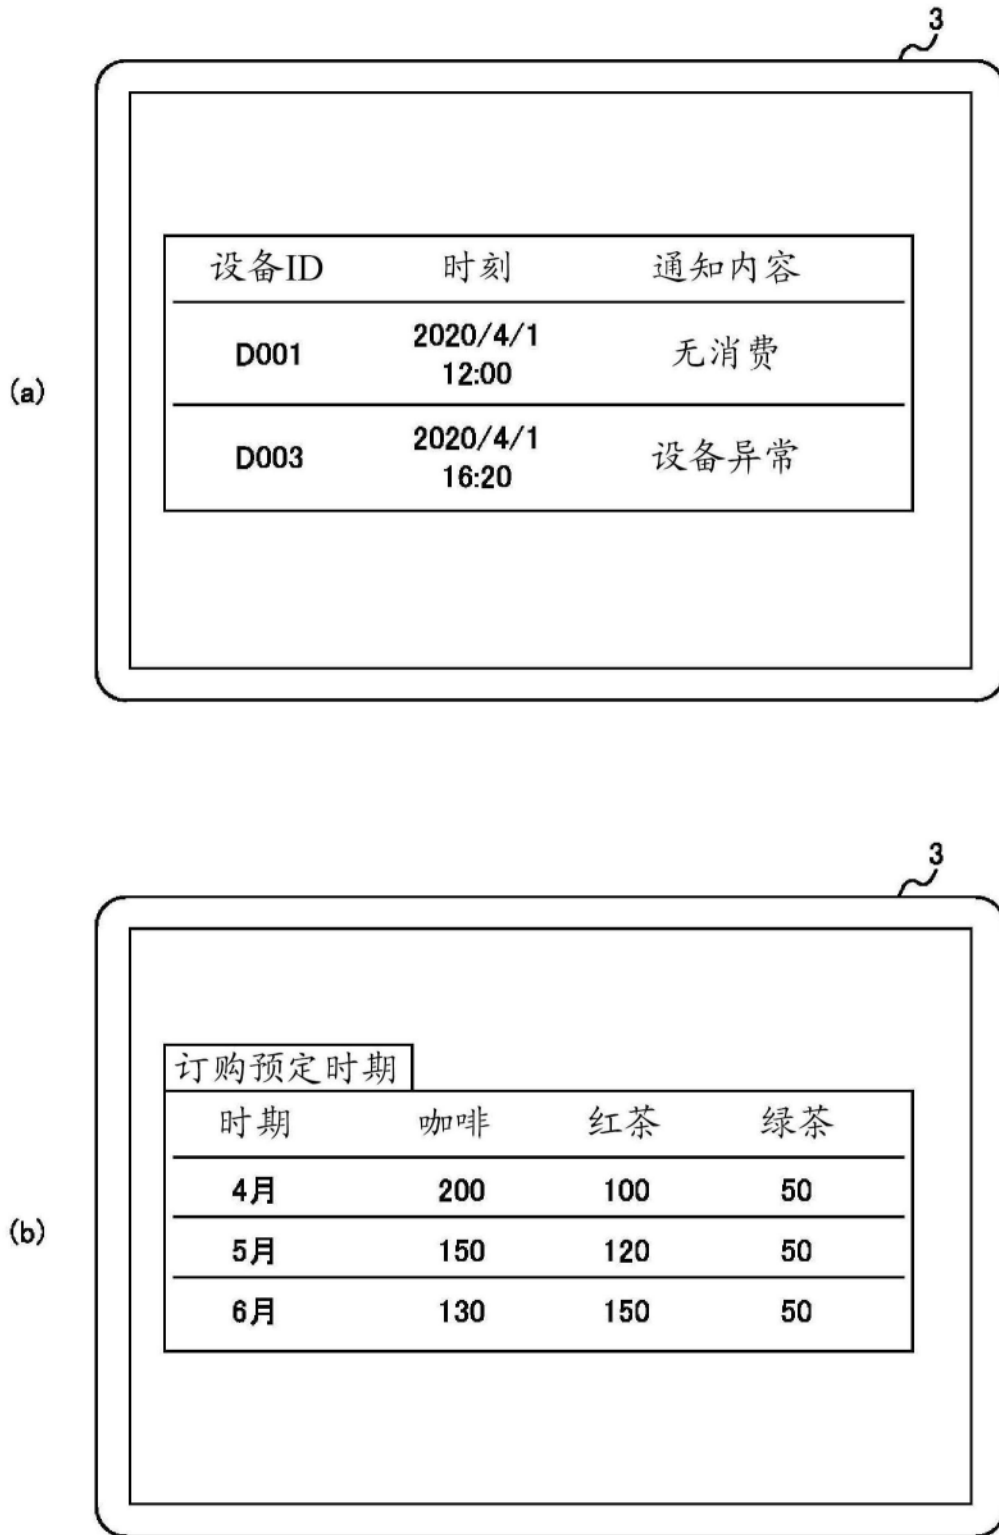 3
(a)
设备ID 时刻 通知内容
D001 2020/4/1 12:00 无消费
D003 2020/4/1 16:20 设备异常
3
(b)
订购预定时期
时期 咖啡 红茶 绿茶
4月 200 100 50
5月 150 120 50
6月 130 150 50